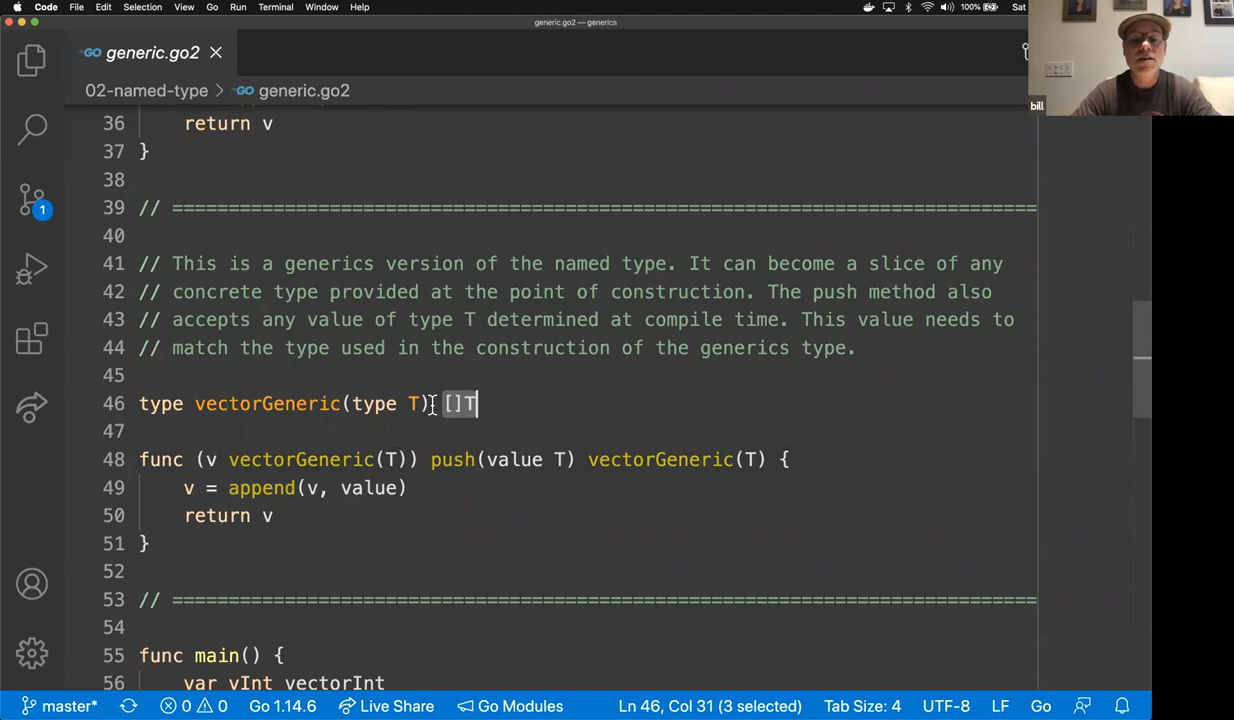 Code File Edit Selection View Go Run Terminal Window Help 100% Sat
generic.go2 — generics
GO generic.go2
02-named-type > GO generic.go2
bill
36 return v
37 }
38
39 // =============================================================================
40
41 // This is a generics version of the named type. It can become a slice of any
42 // concrete type provided at the point of construction. The push method also
43 // accepts any value of type T determined at compile time. This value needs to
44 // match the type used in the construction of the generics type.
45
46 type vectorGeneric(type T) []T
47
48 func (v vectorGeneric(T)) push(value T) vectorGeneric(T) {
49 v = append(v, value)
50 return v
51 }
52
53 // =============================================================================
54
55 func main() {
56 var vInt vectorInt
1
master* 0 0 Go 1.14.6 Live Share Go Modules Ln 46, Col 31 (3 selected) Tab Size: 4 UTF-8 LF Go